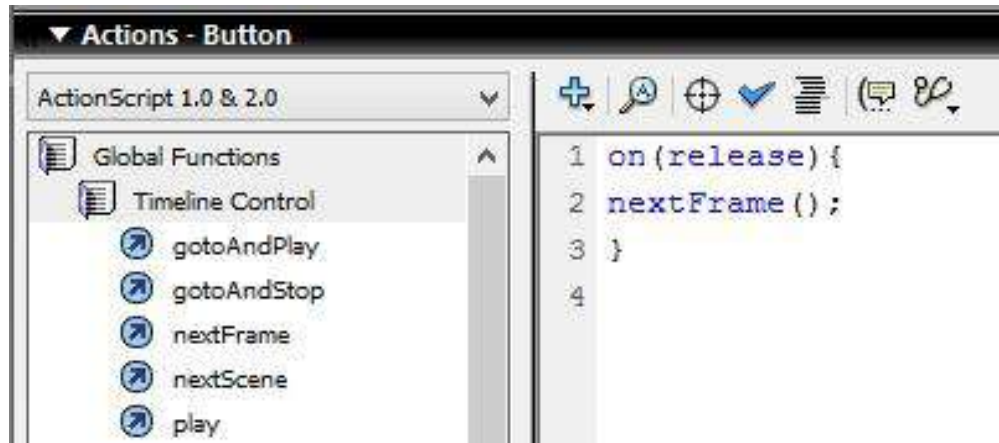 Actions - Button
ActionScript 1.0 & 2.0
Global Functions
Timeline Control
gotoAndPlay
gotoAndStop
nextFrame
nextScene
play
1 on(release){
2 nextFrame();
3 }
4